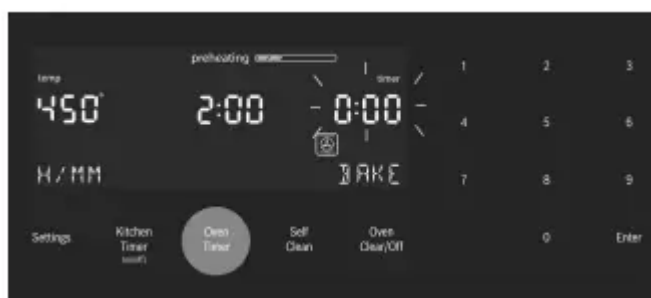 preheating
temp
timer
450°
2:00
0:00
H/MM
BAKE
1 2 3
4 5 6
7 8 9
0 Enter
Settings
Kitchen
Timer
Oven
Timer
Self
Clean
Oven
Clear/Off